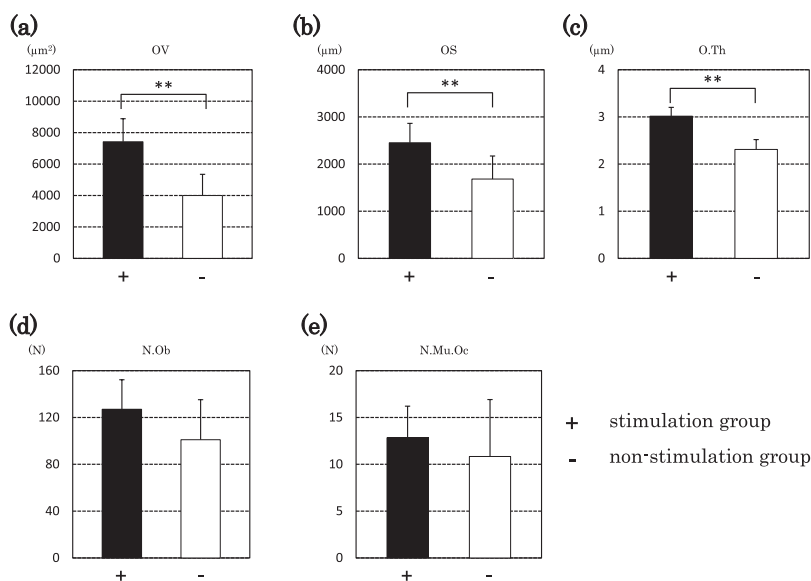 (a)
OV
(µm²)
12000
10000
8000
6000
4000
2000
0
**
+ -
(b)
OS
(µm)
4000
3000
2000
1000
0
**
+ -
(c)
O.Th
(µm)
4
3
2
1
0
**
+ -
(d)
N.Ob
(N)
160
120
80
40
0
+ -
(e)
N.Mu.Oc
(N)
20
15
10
5
0
+ -
+ stimulation group
- non-stimulation group